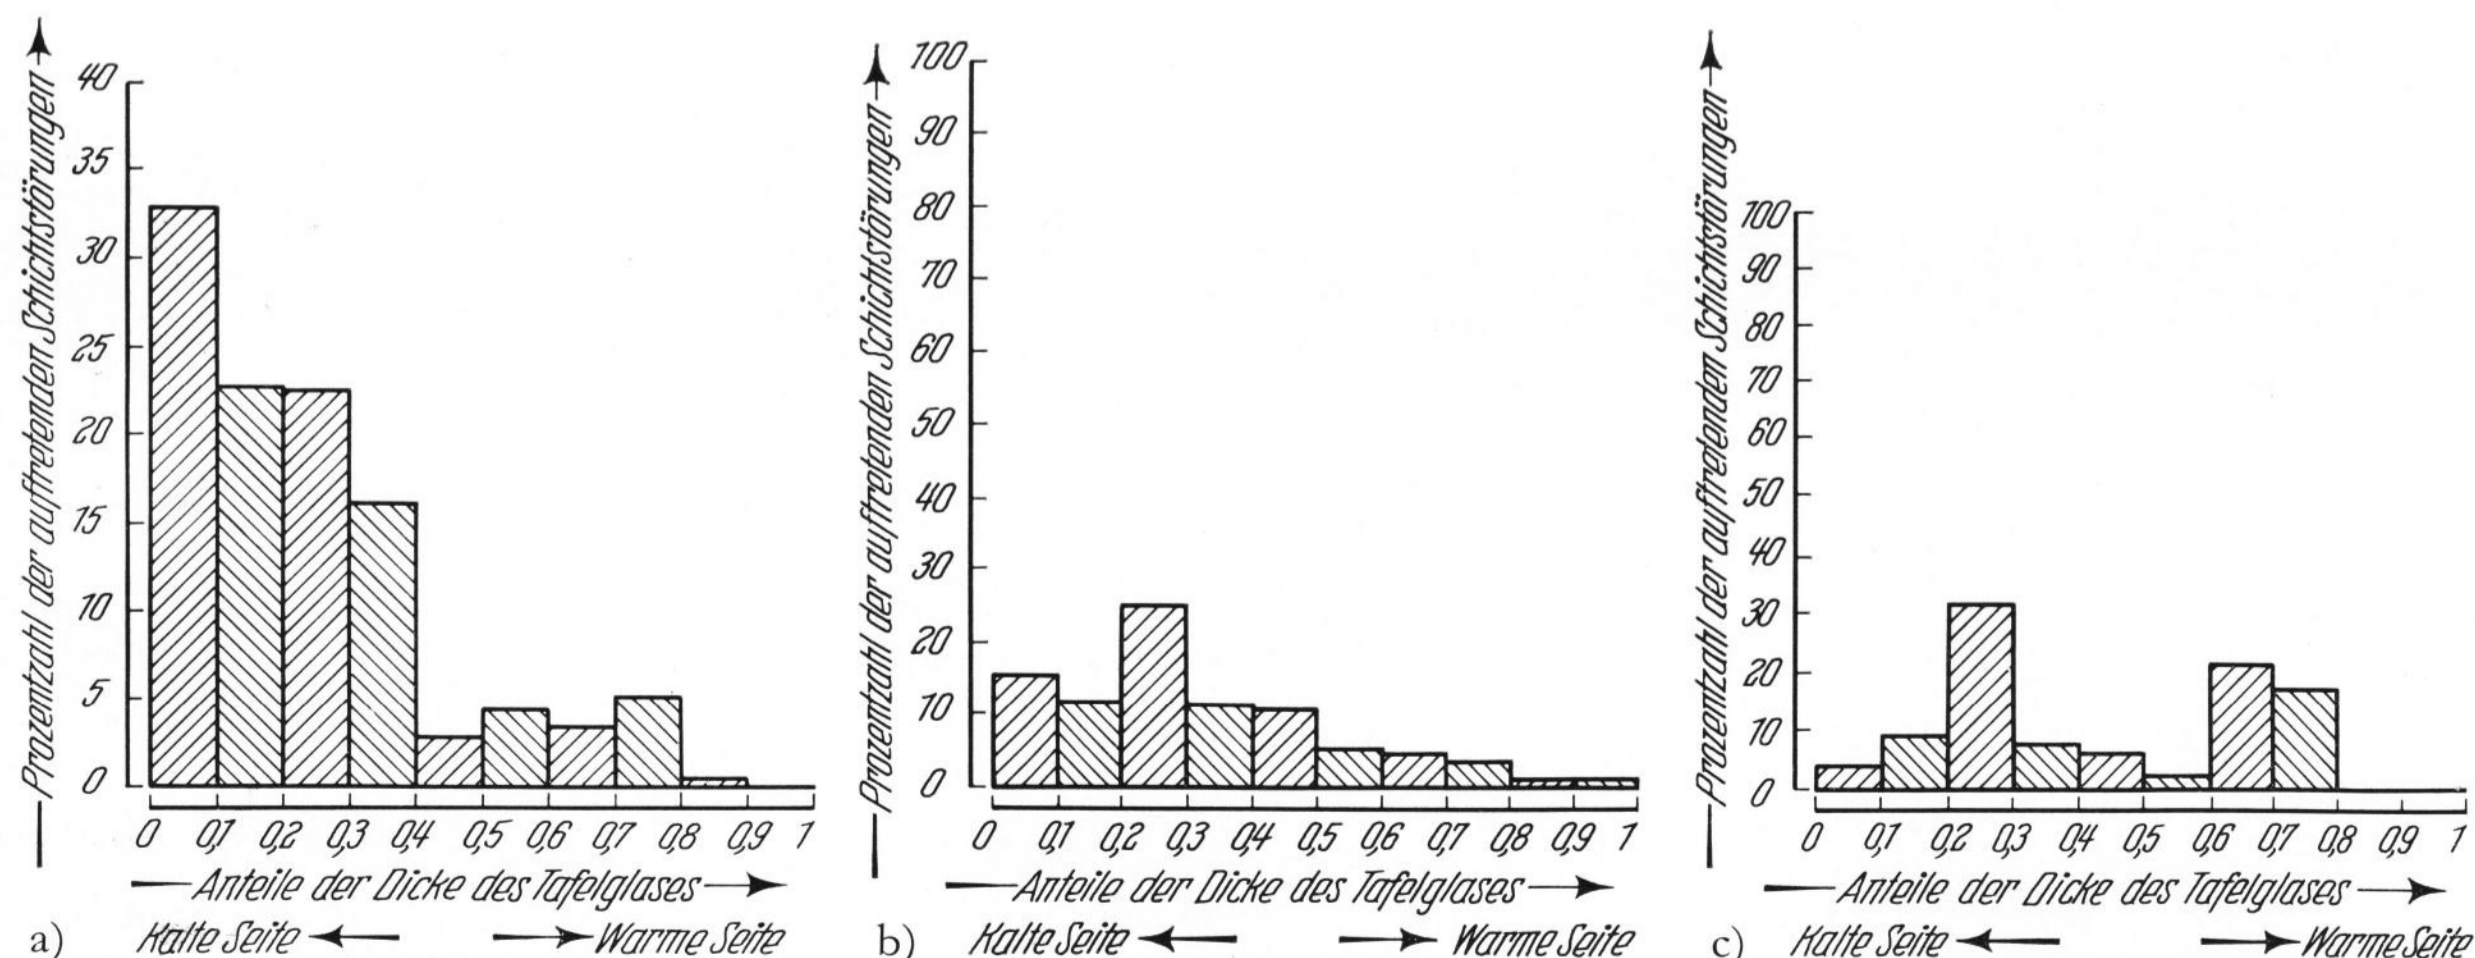 Prozentzahl der auftretenden Schichtstörungen
40
35
30
25
20
15
10
5
0
0 0,1 0,2 0,3 0,4 0,5 0,6 0,7 0,8 0,9 1
Anteile der Dicke des Tafelglases
a) Kalte Seite Warme Seite
Prozentzahl der auftretenden Schichtstörungen
100
90
80
70
60
50
40
30
20
10
0
0 0,1 0,2 0,3 0,4 0,5 0,6 0,7 0,8 0,9 1
Anteile der Dicke des Tafelglases
b) Kalte Seite Warme Seite
Prozentzahl der auftretenden Schichtstörungen
100
90
80
70
60
50
40
30
20
10
0
0 0,1 0,2 0,3 0,4 0,5 0,6 0,7 0,8 0,9 1
Anteile der Dicke des Tafelglases
c) Kalte Seite Warme Seite